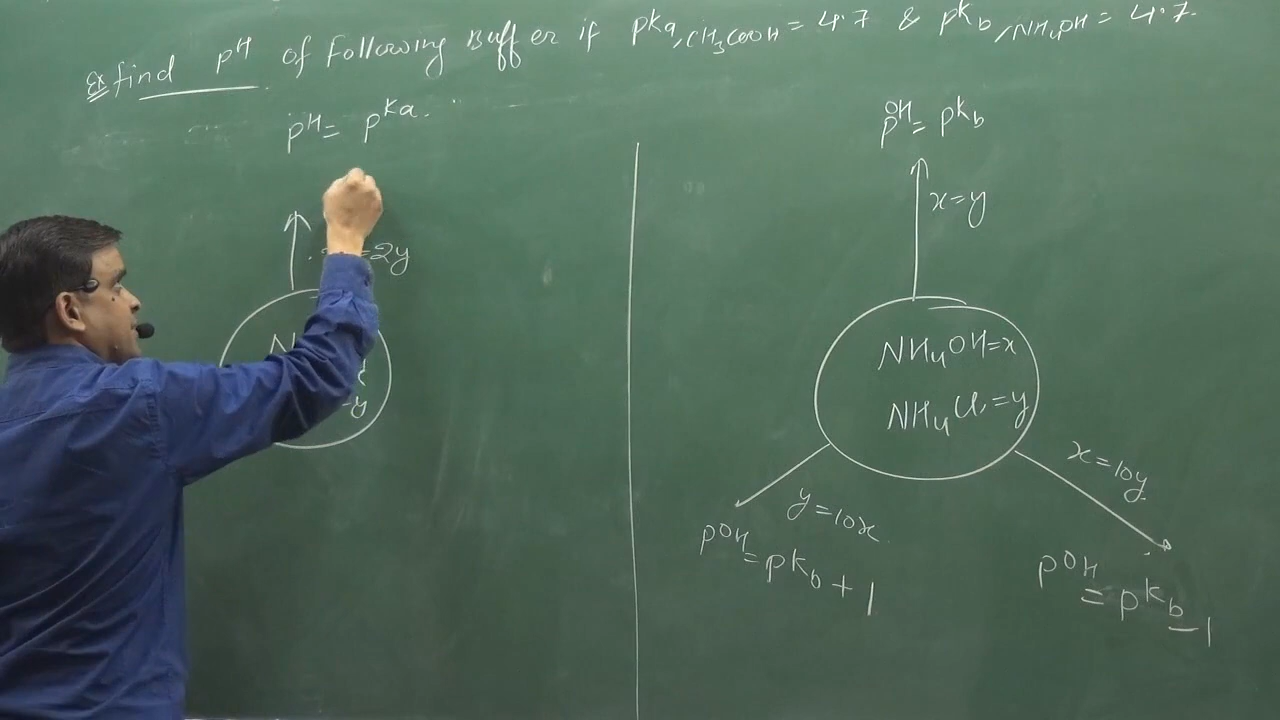 Ex find pH of Following Buffer if pka,CH3COOH = 4.7 & pKb/NH4OH = 4.7
pH = pKa.
=2y
N
y
pOH = pKb
x=y
NH4OH=x
NH4Cl=y
y=10x
pOH = pKb + 1
x=10y
pOH = pKb - 1